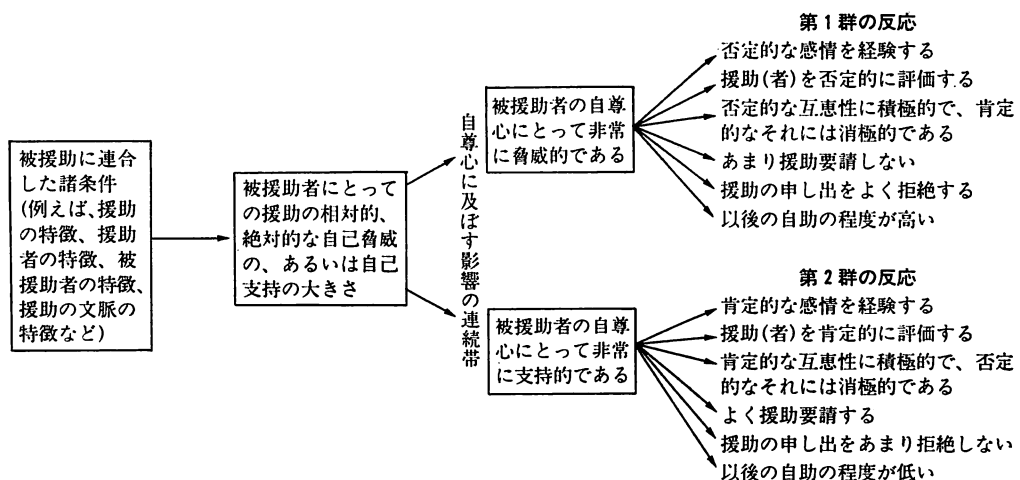 被援助に連合
した諸条件
(例えば、援助
の特徴、援助
者の特徴、被
援助者の特徴、
援助の文脈の
特徴など)
被援助者にとって
の援助の相対的、
絶対的な自己脅威
の、あるいは自己
支持の大きさ
自尊心に及ぼす影響の連続帯
被援助者の自尊
心にとって非常
に脅威的である
第1群の反応
否定的な感情を経験する
援助(者)を否定的に評価する
否定的な互恵性に積極的で、肯定
的なそれには消極的である
あまり援助要請しない
援助の申し出をよく拒絶する
以後の自助の程度が高い
被援助者の自尊
心にとって非常
に支持的である
第2群の反応
肯定的な感情を経験する
援助(者)を肯定的に評価する
肯定的な互恵性に積極的で、否定
的なそれには消極的である
よく援助要請する
援助の申し出をあまり拒絶しない
以後の自助の程度が低い